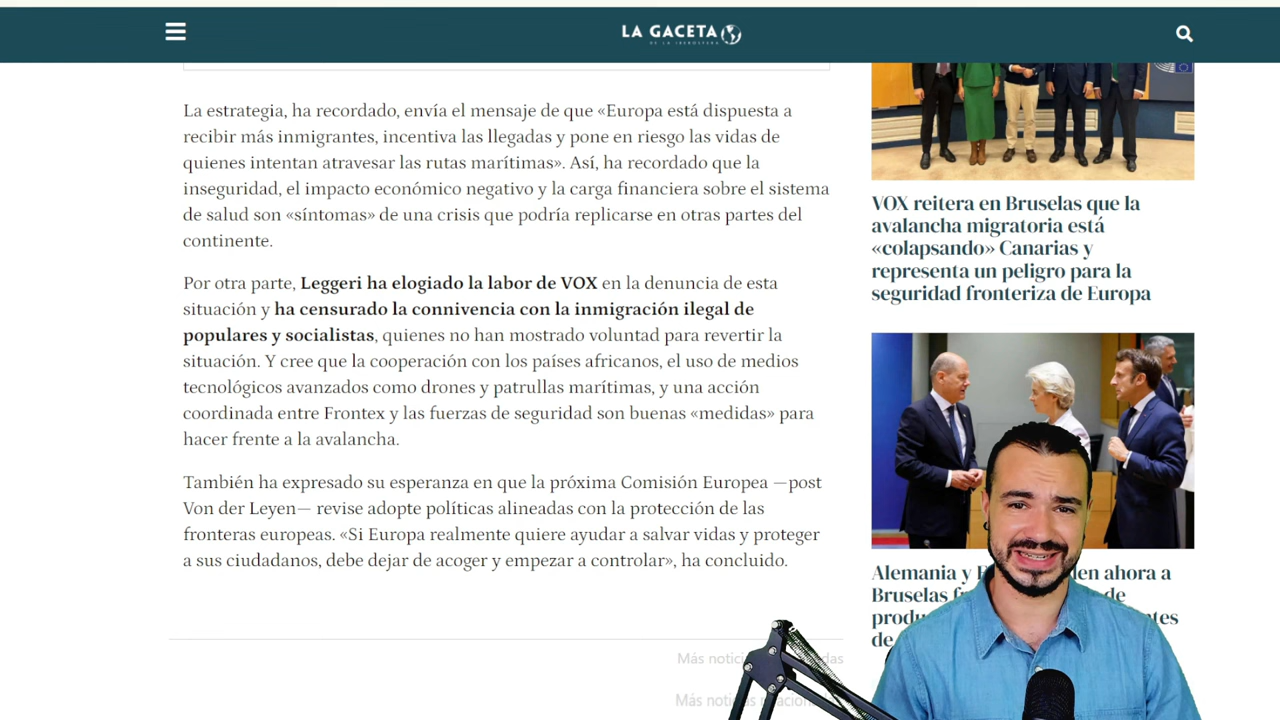 LA GACETA
DE LA IBEROSFERA
La estrategia, ha recordado, envía el mensaje de que «Europa está dispuesta a
recibir más inmigrantes, incentiva las llegadas y pone en riesgo las vidas de
quienes intentan atravesar las rutas marítimas». Así, ha recordado que la
inseguridad, el impacto económico negativo y la carga financiera sobre el sistema
de salud son «síntomas» de una crisis que podría replicarse en otras partes del
continente.
Por otra parte, Leggeri ha elogiado la labor de VOX en la denuncia de esta
situación y ha censurado la connivencia con la inmigración ilegal de
populares y socialistas, quienes no han mostrado voluntad para revertir la
situación. Y cree que la cooperación con los países africanos, el uso de medios
tecnológicos avanzados como drones y patrullas marítimas, y una acción
coordinada entre Frontex y las fuerzas de seguridad son buenas «medidas» para
hacer frente a la avalancha.
También ha expresado su esperanza en que la próxima Comisión Europea —post
Von der Leyen— revise adopte políticas alineadas con la protección de las
fronteras europeas. «Si Europa realmente quiere ayudar a salvar vidas y proteger
a sus ciudadanos, debe dejar de acoger y empezar a controlar», ha concluido.
Más
Más
VOX reitera en Bruselas que la
avalancha migratoria está
«colapsando» Canarias y
representa un peligro para la
seguridad fronteriza de Europa
Alemania y ahora a
Bruselas de
de